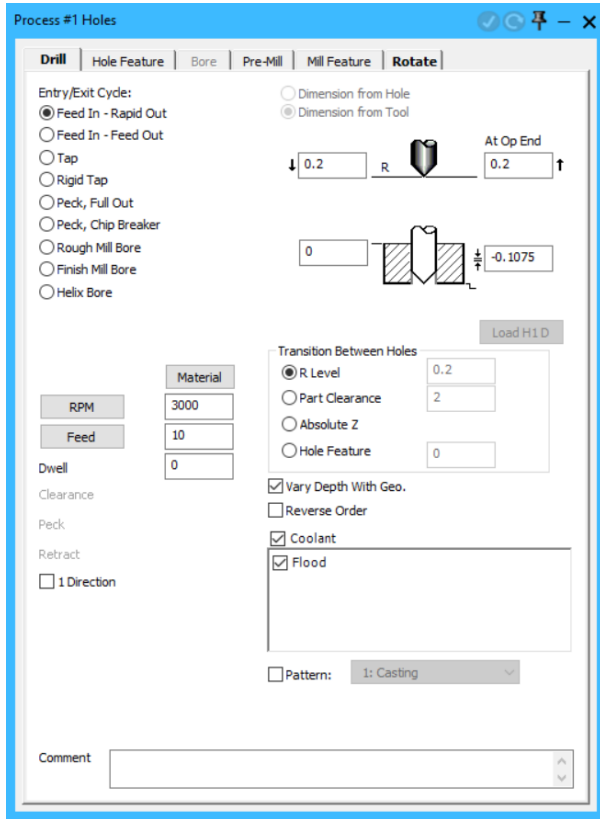 Process #1 Holes
Drill
Hole Feature
Bore
Pre-Mill
Mill Feature
Rotate
Entry/Exit Cycle:
Feed In - Rapid Out
Feed In - Feed Out
Tap
Rigid Tap
Peck, Full Out
Peck, Chip Breaker
Rough Mill Bore
Finish Mill Bore
Helix Bore
Dimension from Hole
Dimension from Tool
At Op End
0.2
R
0.2
0
-0.1075
Load H1 D
Material
RPM
3000
Feed
10
Dwell
0
Clearance
Peck
Retract
1 Direction
Transition Between Holes
R Level
0.2
Part Clearance
2
Absolute Z
Hole Feature
0
Vary Depth With Geo.
Reverse Order
Coolant
Flood
Pattern:
1: Casting
Comment